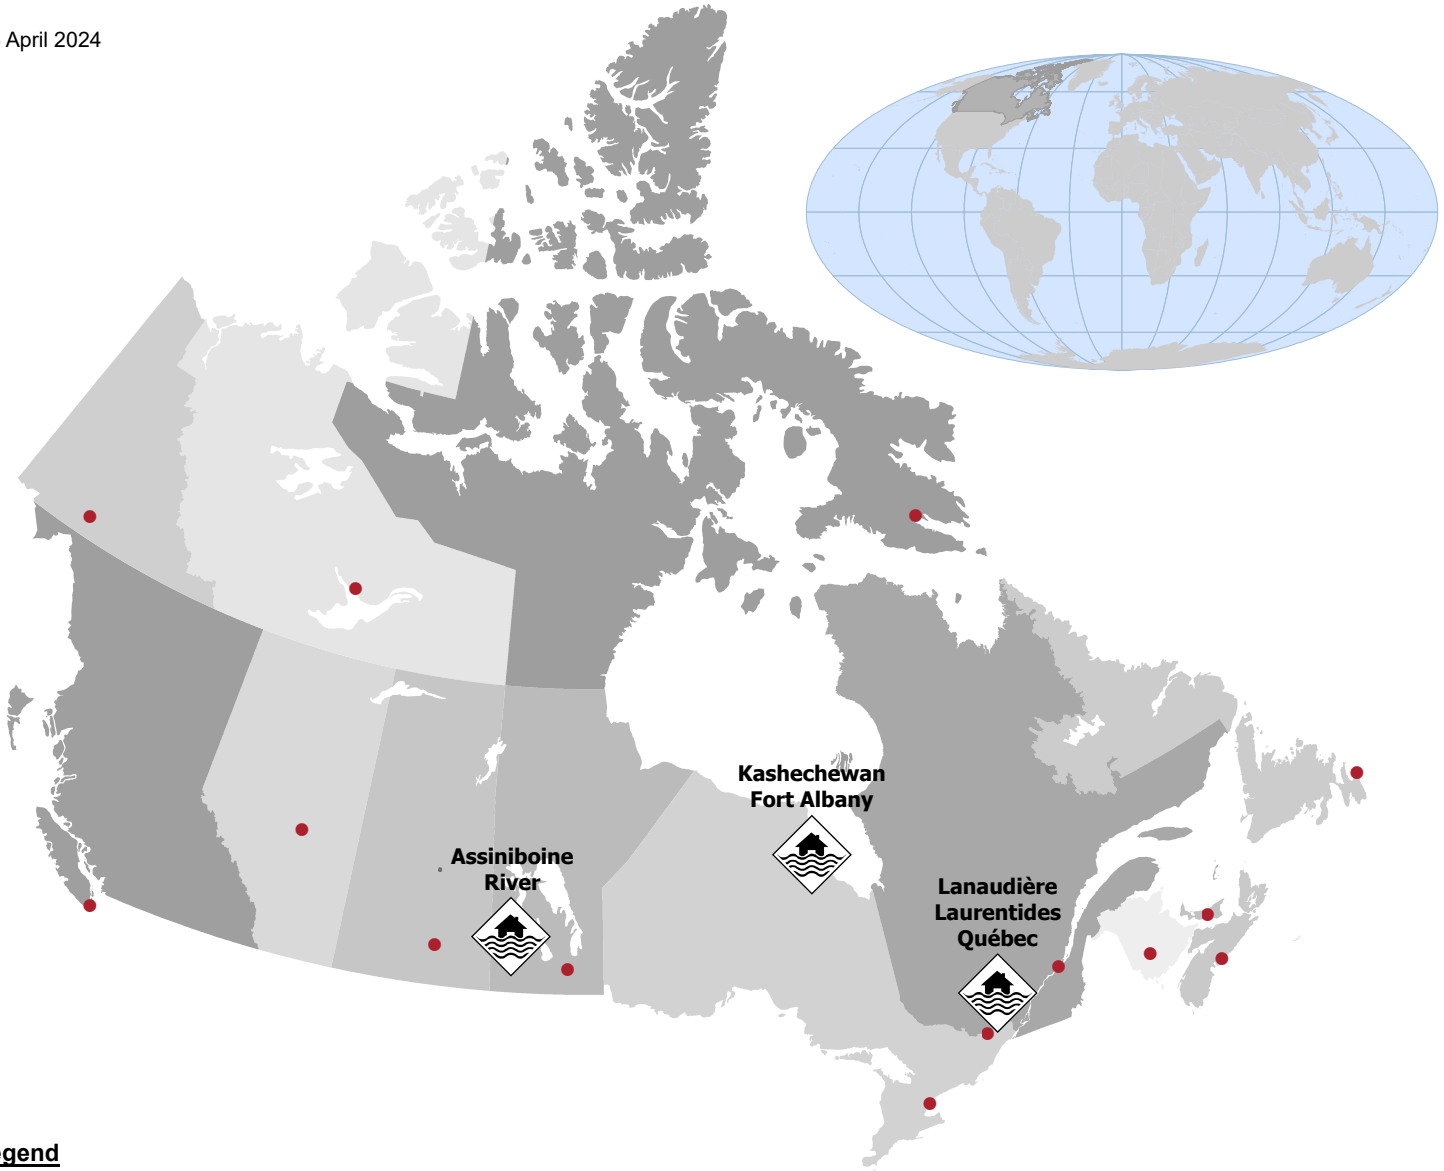 April 2024
Kashechewan
Fort Albany
Assiniboine
River
Lanaudière
Laurentides
Québec
egend